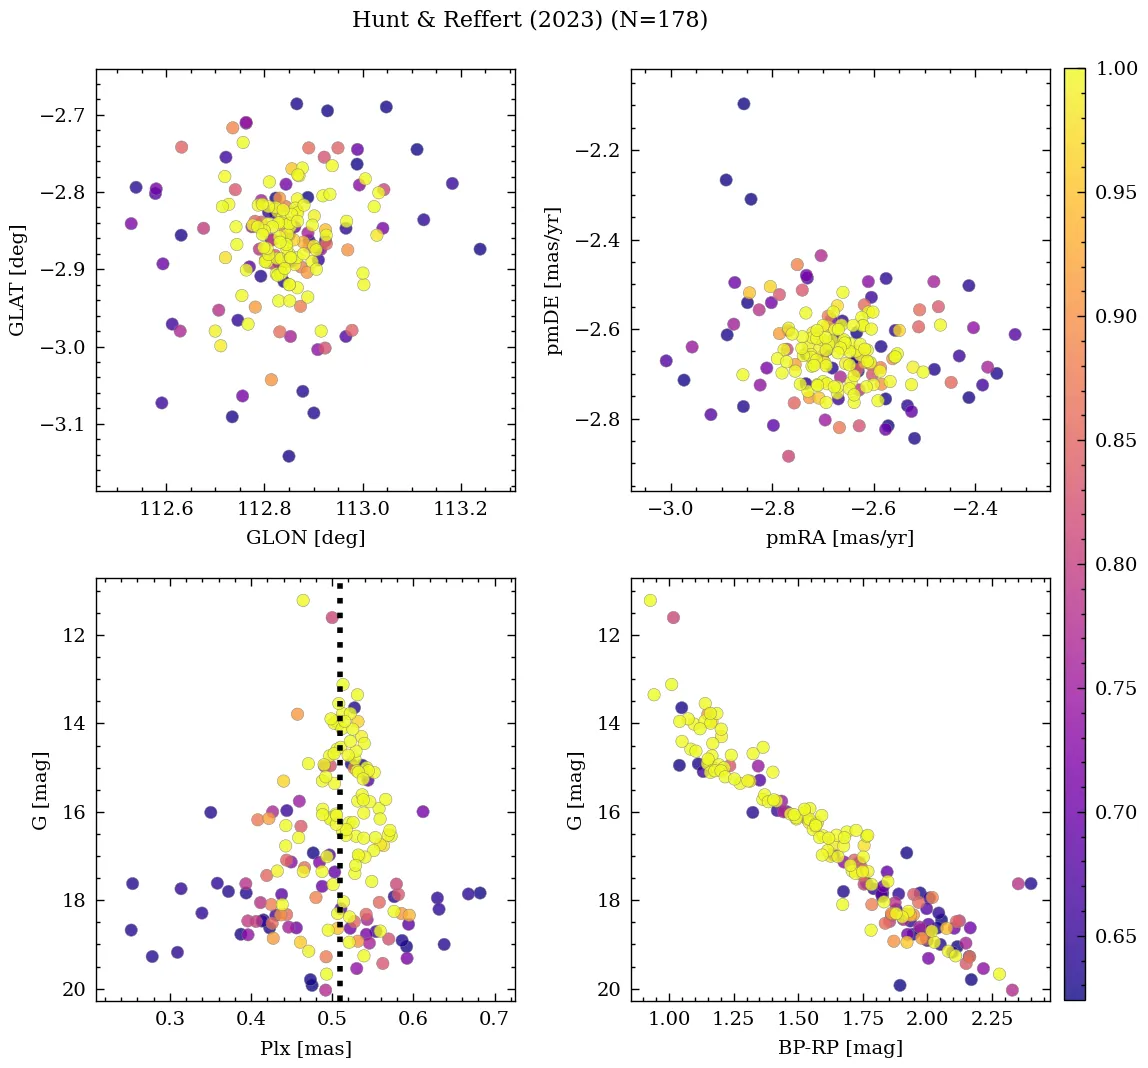 Hunt & Reffert (2023) (N=178)
−2.7
−2.8
−2.9
−3.0
−3.1
GLAT [deg]
112.6 112.8 113.0 113.2
GLON [deg]
−2.2
−2.4
−2.6
−2.8
pmDE [mas/yr]
−3.0 −2.8 −2.6 −2.4
pmRA [mas/yr]
12
14
16
18
20
G [mag]
0.3 0.4 0.5 0.6 0.7
Plx [mas]
12
14
16
18
20
G [mag]
1.00 1.25 1.50 1.75 2.00 2.25
BP-RP [mag]
1.00
0.95
0.90
0.85
0.80
0.75
0.70
0.65